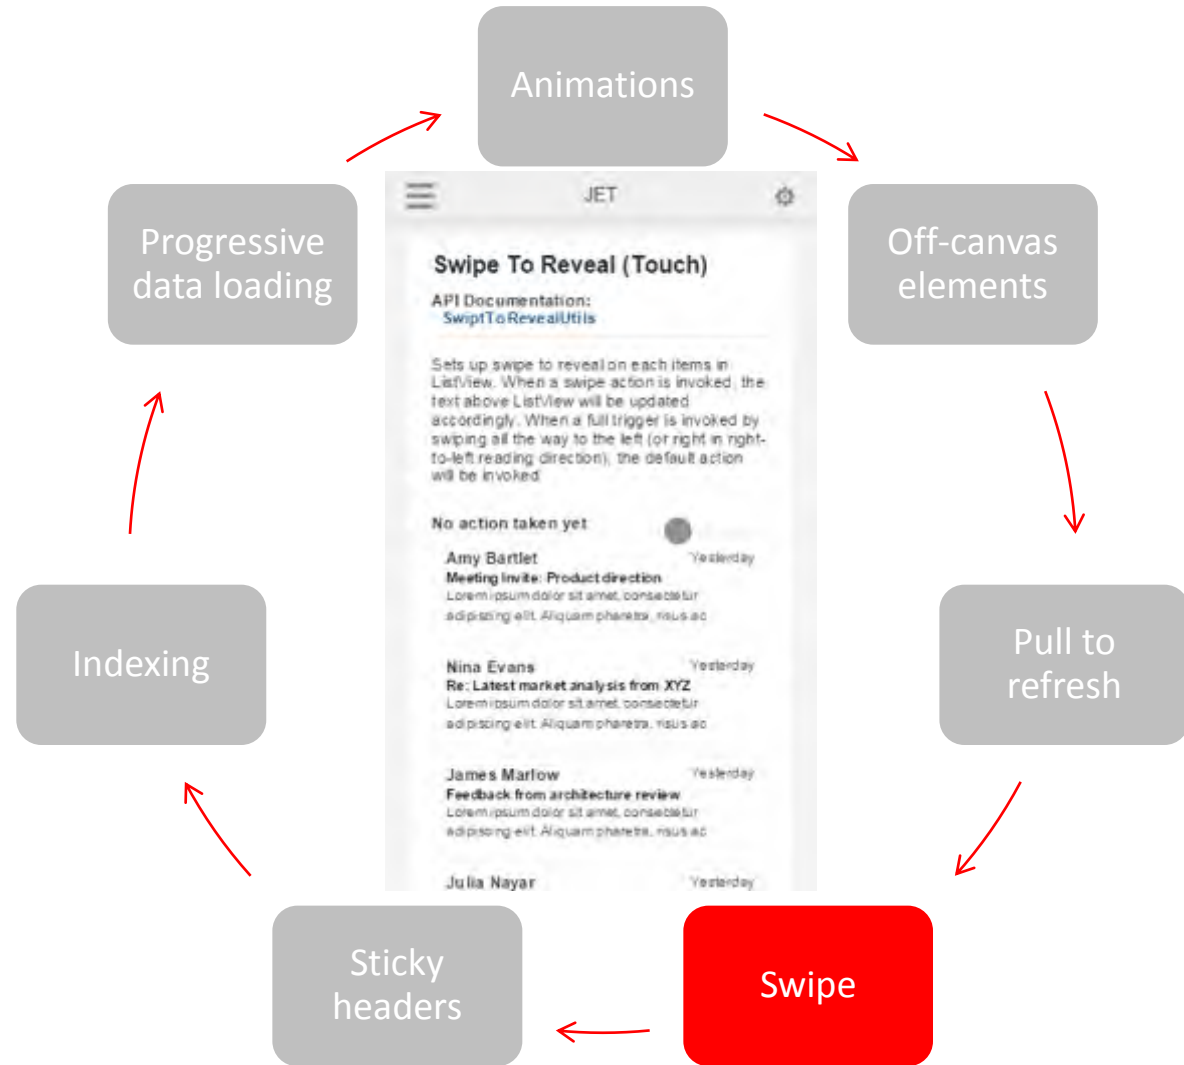 Animations
JET
Progressive
data loading
Off-canvas
elements
Swipe To Reveal (Touch)
API Documentation:
SwiptToRevealUtils
Sets up swipe to reveal on each items in
ListView. When a swipe action is invoked, the
text above ListView will be updated
accordingly. When a full trigger is invoked by
swiping all the way to the left (or right in right-
to-left reading direction), the default action
will be invoked
No action taken yet
Amy Bartlet
Yesterday
Meeting Invite: Product direction
Lorem ipsum dolor sit amet, consectetur
adipiscing elit. Aliquam pharetra, risus ac
Indexing
Pull to
refresh
Nina Evans
Yesterday
Re: Latest market analysis from XYZ
Lorem ipsum dolor sit amet, consectetur
adipiscing elit. Aliquam pharetra, risus ac
James Marlow
Yesterday
Feedback from architecture review
Lorem ipsum dolor sit amet, consectetur
adipiscing elit. Aliquam pharetra, risus ac
Julia Nayar
Yesterday
Sticky
headers
Swipe